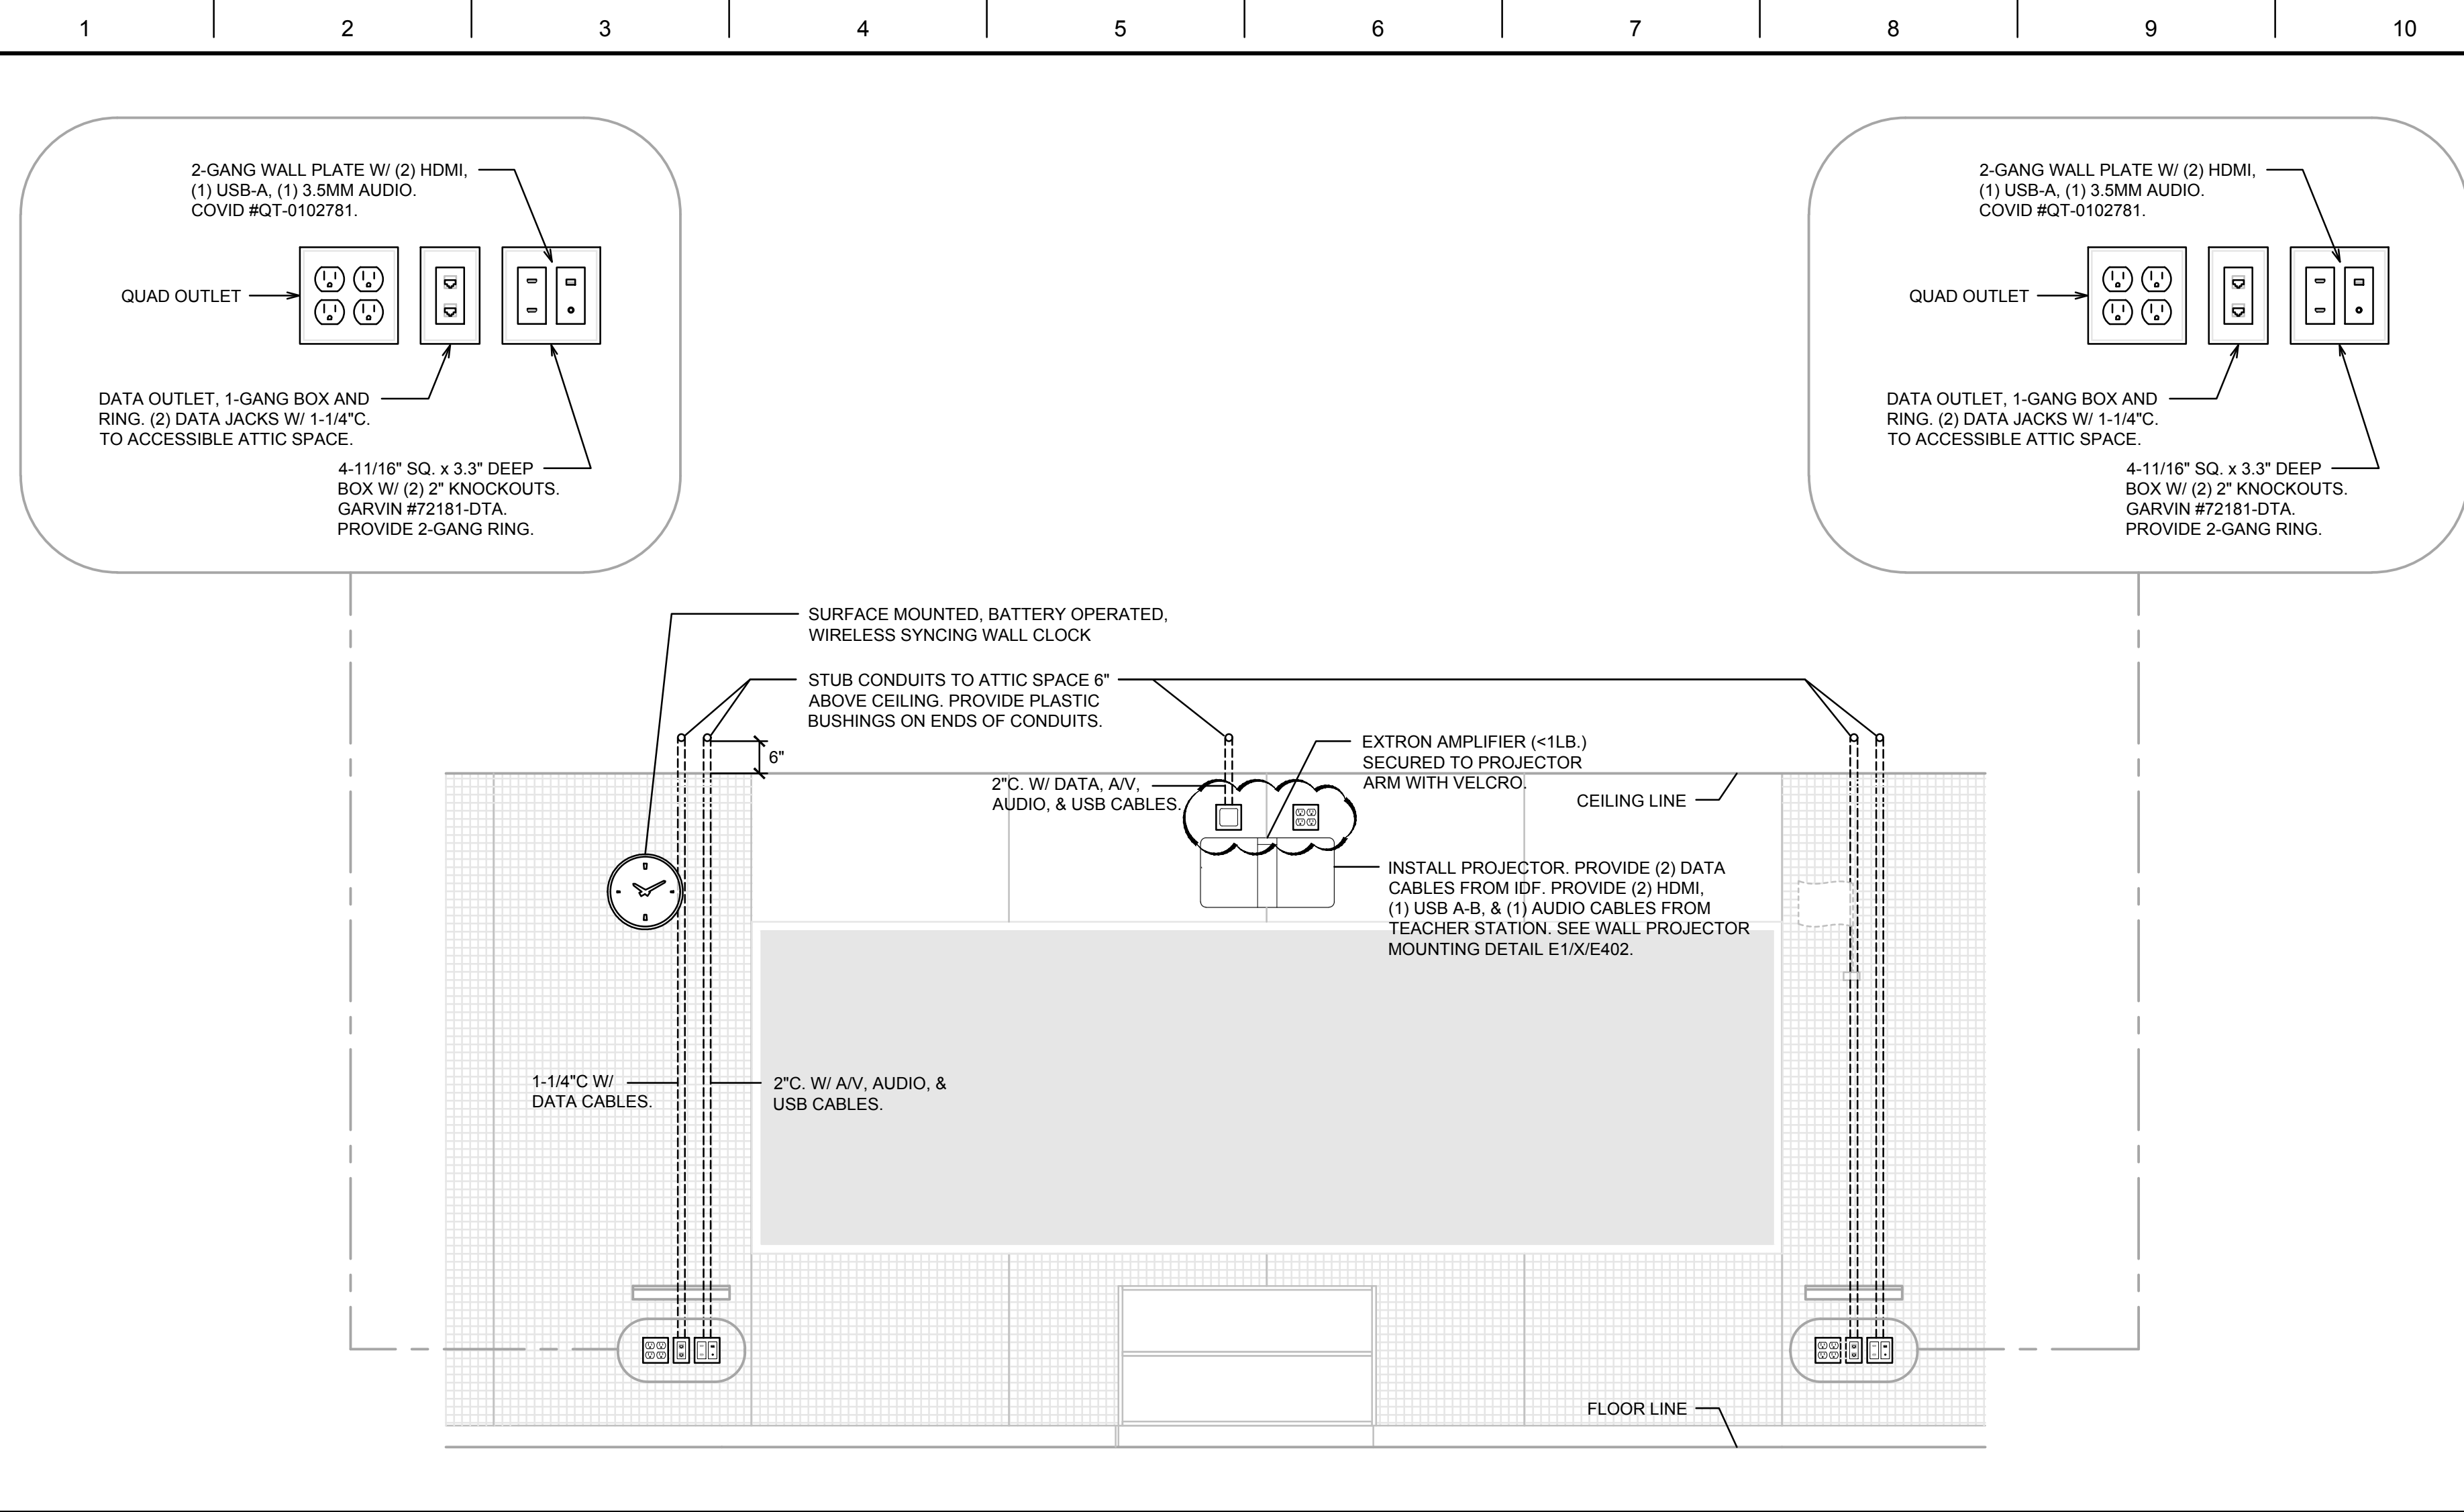 1 2 3 4 5 6 7 8 9 10
2-GANG WALL PLATE W/ (2) HDMI,
(1) USB-A, (1) 3.5MM AUDIO.
COVID #QT-0102781.
QUAD OUTLET
DATA OUTLET, 1-GANG BOX AND
RING. (2) DATA JACKS W/ 1-1/4"C.
TO ACCESSIBLE ATTIC SPACE.
4-11/16" SQ. x 3.3" DEEP
BOX W/ (2) 2" KNOCKOUTS.
GARVIN #72181-DTA.
PROVIDE 2-GANG RING.
2-GANG WALL PLATE W/ (2) HDMI,
(1) USB-A, (1) 3.5MM AUDIO.
COVID #QT-0102781.
QUAD OUTLET
DATA OUTLET, 1-GANG BOX AND
RING. (2) DATA JACKS W/ 1-1/4"C.
TO ACCESSIBLE ATTIC SPACE.
4-11/16" SQ. x 3.3" DEEP
BOX W/ (2) 2" KNOCKOUTS.
GARVIN #72181-DTA.
PROVIDE 2-GANG RING.
SURFACE MOUNTED, BATTERY OPERATED,
WIRELESS SYNCING WALL CLOCK
STUB CONDUITS TO ATTIC SPACE 6"
ABOVE CEILING. PROVIDE PLASTIC
BUSHINGS ON ENDS OF CONDUITS.
6"
2"C. W/ DATA, A/V,
AUDIO, & USB CABLES.
EXTRON AMPLIFIER (<1LB.)
SECURED TO PROJECTOR
ARM WITH VELCRO.
CEILING LINE
INSTALL PROJECTOR. PROVIDE (2) DATA
CABLES FROM IDF. PROVIDE (2) HDMI,
(1) USB A-B, & (1) AUDIO CABLES FROM
TEACHER STATION. SEE WALL PROJECTOR
MOUNTING DETAIL E1/X/E402.
1-1/4"C W/
DATA CABLES.
2"C. W/ A/V, AUDIO, &
USB CABLES.
FLOOR LINE